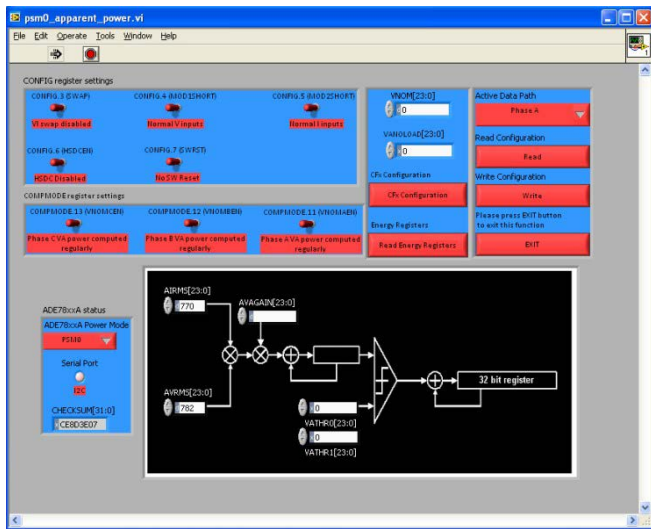 psm0_apparent_power.vi
File Edit Operate Tools Window Help
1
CONFIG register settings
CONFIG.3 (SWAP) CONFIG.4 (MOD1SHORT) CONFIG.5 (MOD2SHORT)
VI swap disabled Normal V inputs Normal I inputs
CONFIG.6 (HSDCEN) CONFIG.7 (SWRST)
HSDC Disabled No SW Reset
COMPMODE register settings
COMPMODE.13 (VNOMCEN) COMPMODE.12 (VNOMBEN) COMPMODE.11 (VNOMAEN)
Phase C VA power computed regularly
Phase B VA power computed regularly
Phase A VA power computed regularly
VNOM[23:0]
0
VANOLOAD[23:0]
0
CFx Configuration
CFx Configuration
Energy Registers
Read Energy Registers
Active Data Path
Phase A
Read Configuration
Read
Write Configuration
Write
Please press EXIT button
to exit this function
EXIT
ADE78xxA status
ADE78xxA Power Mode
PSM0
Serial Port
I2C
CHECKSUM[31:0]
CE8D3E07
AIRMS[23:0]
770
AVAGAIN[23:0]
AVRMS[23:0]
782
0
VATHR0[23:0]
0
VATHR1[23:0]
32 bit register